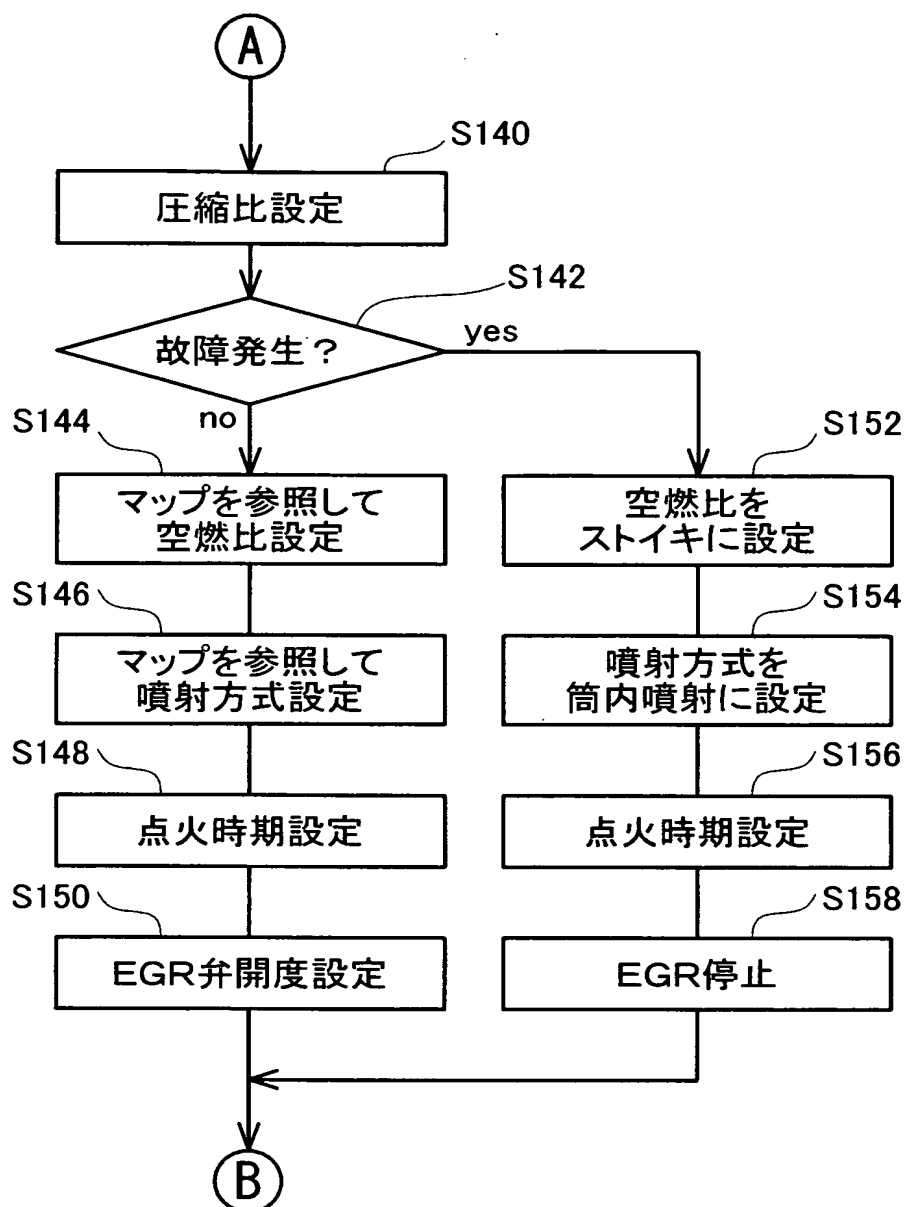 A
S140
圧縮比設定
S142
故障発生？
yes
no
S144
マップを参照して
空燃比設定
S152
空燃比を
ストイキに設定
S146
マップを参照して
噴射方式設定
S154
噴射方式を
筒内噴射に設定
S148
点火時期設定
S156
点火時期設定
S150
EGR弁開度設定
S158
EGR停止
B